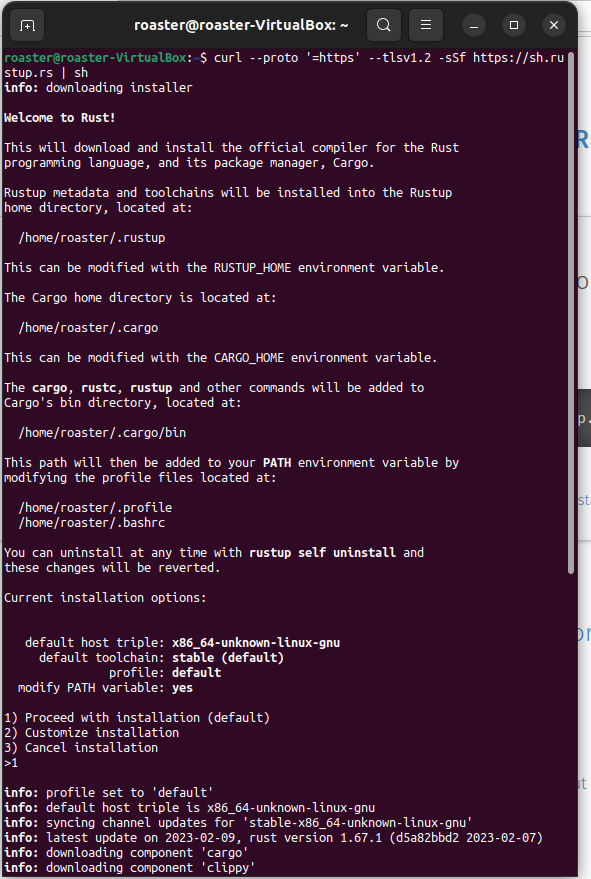 roaster@roaster-VirtualBox: ~
roaster@roaster-VirtualBox:~$ curl --proto '=https' --tlsv1.2 -sSf https://sh.ru
stup.rs | sh
info: downloading installer
Welcome to Rust!
This will download and install the official compiler for the Rust
programming language, and its package manager, Cargo.
Rustup metadata and toolchains will be installed into the Rustup
home directory, located at:
/home/roaster/.rustup
This can be modified with the RUSTUP_HOME environment variable.
The Cargo home directory is located at:
/home/roaster/.cargo
This can be modified with the CARGO_HOME environment variable.
The cargo, rustc, rustup and other commands will be added to
Cargo's bin directory, located at:
/home/roaster/.cargo/bin
This path will then be added to your PATH environment variable by
modifying the profile files located at:
/home/roaster/.profile
/home/roaster/.bashrc
You can uninstall at any time with rustup self uninstall and
these changes will be reverted.
Current installation options:
default host triple: x86_64-unknown-linux-gnu
default toolchain: stable (default)
profile: default
modify PATH variable: yes
1) Proceed with installation (default)
2) Customize installation
3) Cancel installation
>1
info: profile set to 'default'
info: default host triple is x86_64-unknown-linux-gnu
info: syncing channel updates for 'stable-x86_64-unknown-linux-gnu'
info: latest update on 2023-02-09, rust version 1.67.1 (d5a82bbd2 2023-02-07)
info: downloading component 'cargo'
info: downloading component 'clippy'